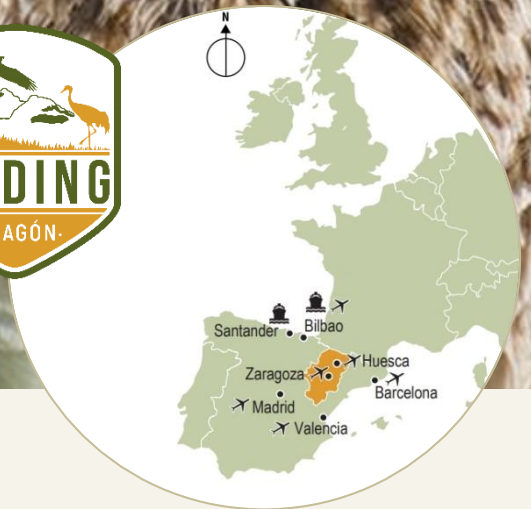 N
DING
AGÓN·
Santander
Bilbao
Huesca
Zaragoza
Barcelona
Madrid
Valencia